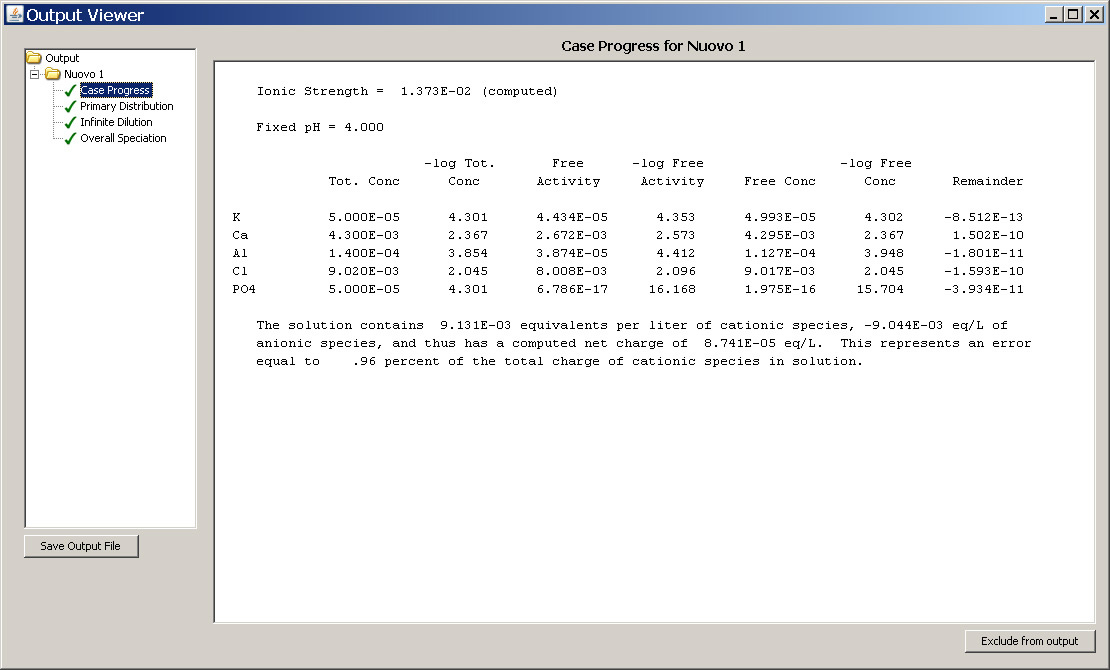 Output Viewer
Output
Nuovo 1
Case Progress
Primary Distribution
Infinite Dilution
Overall Speciation
Save Output File
Case Progress for Nuovo 1
Ionic Strength =  1.373E-02 (computed)
Fixed pH = 4.000
-log Tot.  Free  -log Free  -log Free
Tot. Conc  Conc  Activity  Activity  Free Conc  Conc  Remainder
K  5.000E-05  4.301  4.434E-05  4.353  4.993E-05  4.302  -8.512E-13
Ca  4.300E-03  2.367  2.672E-03  2.573  4.295E-03  2.367  1.502E-10
Al  1.400E-04  3.854  3.874E-05  4.412  1.127E-04  3.948  -1.801E-11
Cl  9.020E-03  2.045  8.008E-03  2.096  9.017E-03  2.045  -1.593E-10
PO4  5.000E-05  4.301  6.786E-17  16.168  1.975E-16  15.704  -3.934E-11
The solution contains  9.131E-03 equivalents per liter of cationic species, -9.044E-03 eq/L of
anionic species, and thus has a computed net charge of  8.741E-05 eq/L.  This represents an error
equal to    .96 percent of the total charge of cationic species in solution.
Exclude from output